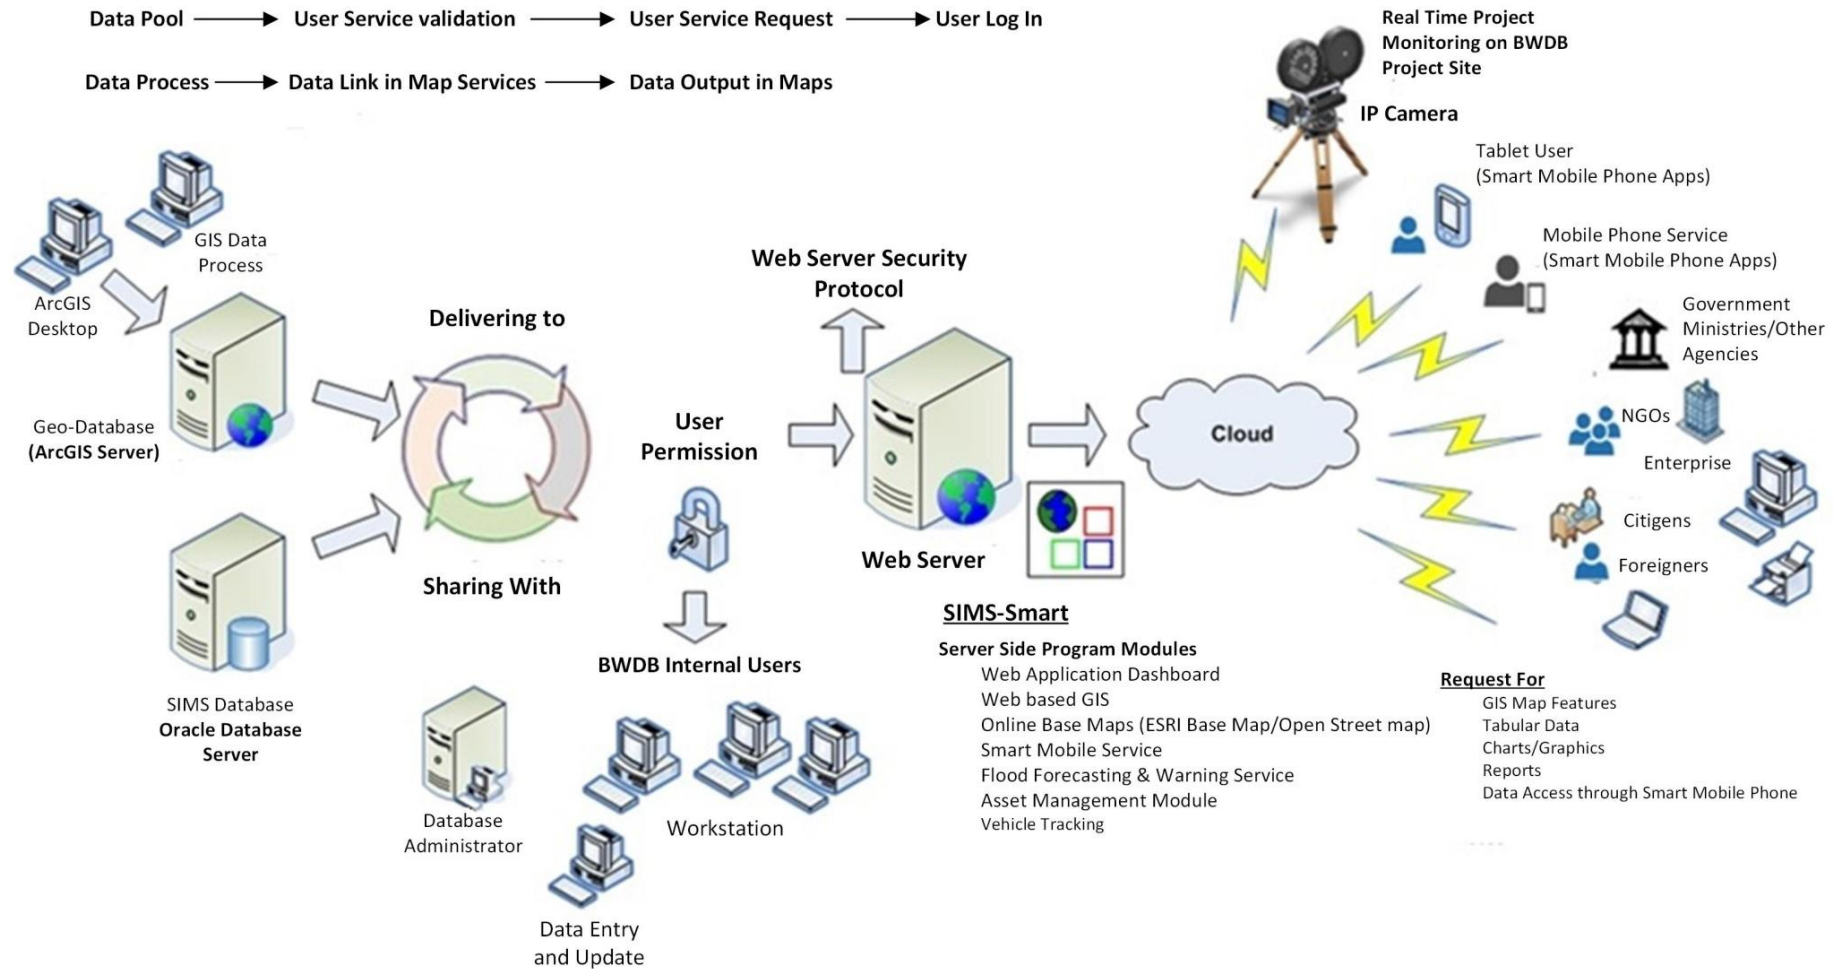 Data Pool User Service validation User Service Request User Log In
Data Process Data Link in Map Services Data Output in Maps
Real Time Project
Monitoring on BWDB
Project Site
IP Camera
Tablet User
(Smart Mobile Phone Apps)
Mobile Phone Service
(Smart Mobile Phone Apps)
Government
Ministries/Other
Agencies
NGOs
Enterprise
Citigens
Foreigners
GIS Data
Process
ArcGIS
Desktop
Geo-Database
(ArcGIS Server)
Delivering to
Sharing With
SIMS Database
Oracle Database
Server
User
Permission
Web Server Security
Protocol
Web Server
Cloud
BWDB Internal Users
Database
Administrator
Workstation
Data Entry
and Update
SIMS-Smart
Server Side Program Modules
Web Application Dashboard
Web based GIS
Online Base Maps (ESRI Base Map/Open Street map)
Smart Mobile Service
Flood Forecasting & Warning Service
Asset Management Module
Vehicle Tracking
Request For
GIS Map Features
Tabular Data
Charts/Graphics
Reports
Data Access through Smart Mobile Phone